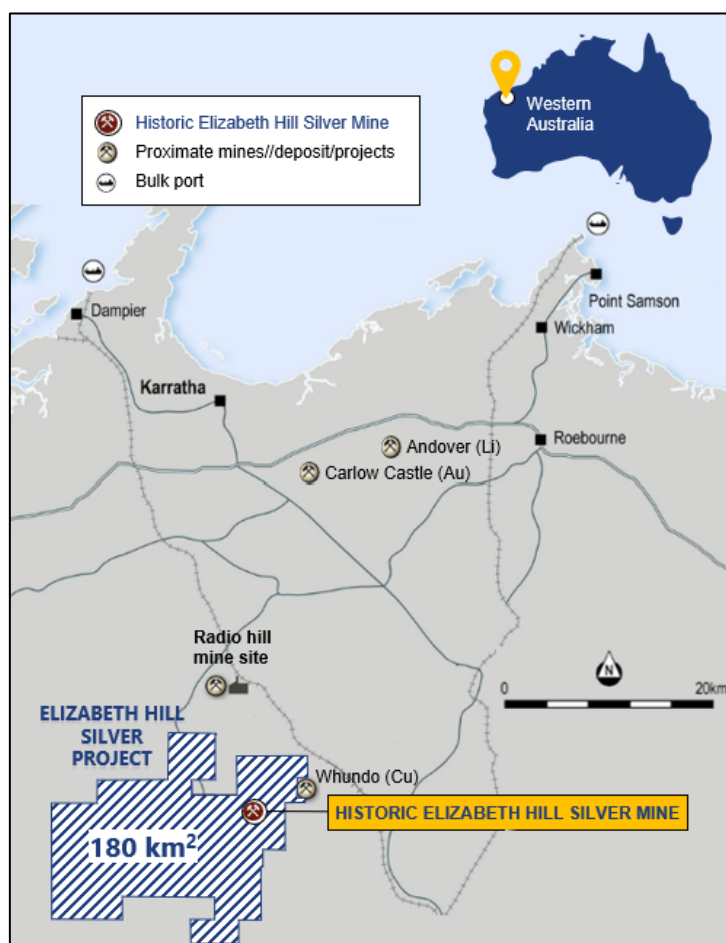 Western
Australia
Historic Elizabeth Hill Silver Mine
Proximate mines//deposit/projects
Bulk port
Dampier
Point Samson
Wickham
Karratha
Roebourne
Andover (Li)
Carlow Castle (Au)
Radio hill
mine site
N
0
20km
ELIZABETH HILL
SILVER
PROJECT
Whundo (Cu)
HISTORIC ELIZABETH HILL SILVER MINE
180 km²